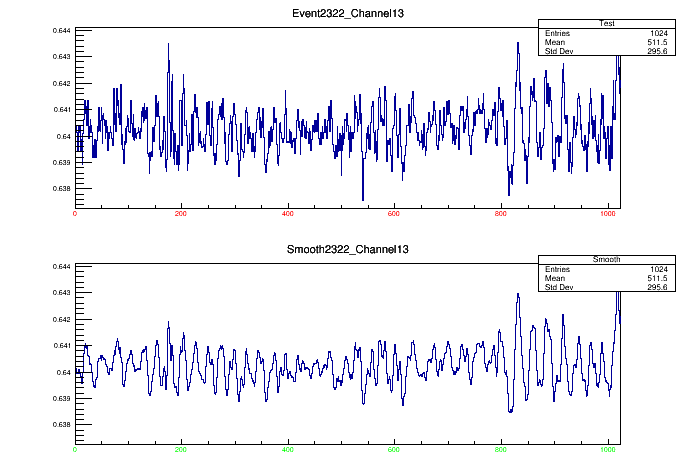 Event2322_Channel13
Test
Entries 1024
Mean 511.5
Std Dev 295.6
0.644
0.643
0.642
0.641
0.64
0.639
0.638
0 200 400 600 800 1000
Smooth2322_Channel13
Smooth
Entries 1024
Mean 511.5
Std Dev 295.6
0.644
0.643
0.642
0.641
0.64
0.639
0.638
0 200 400 600 800 1000